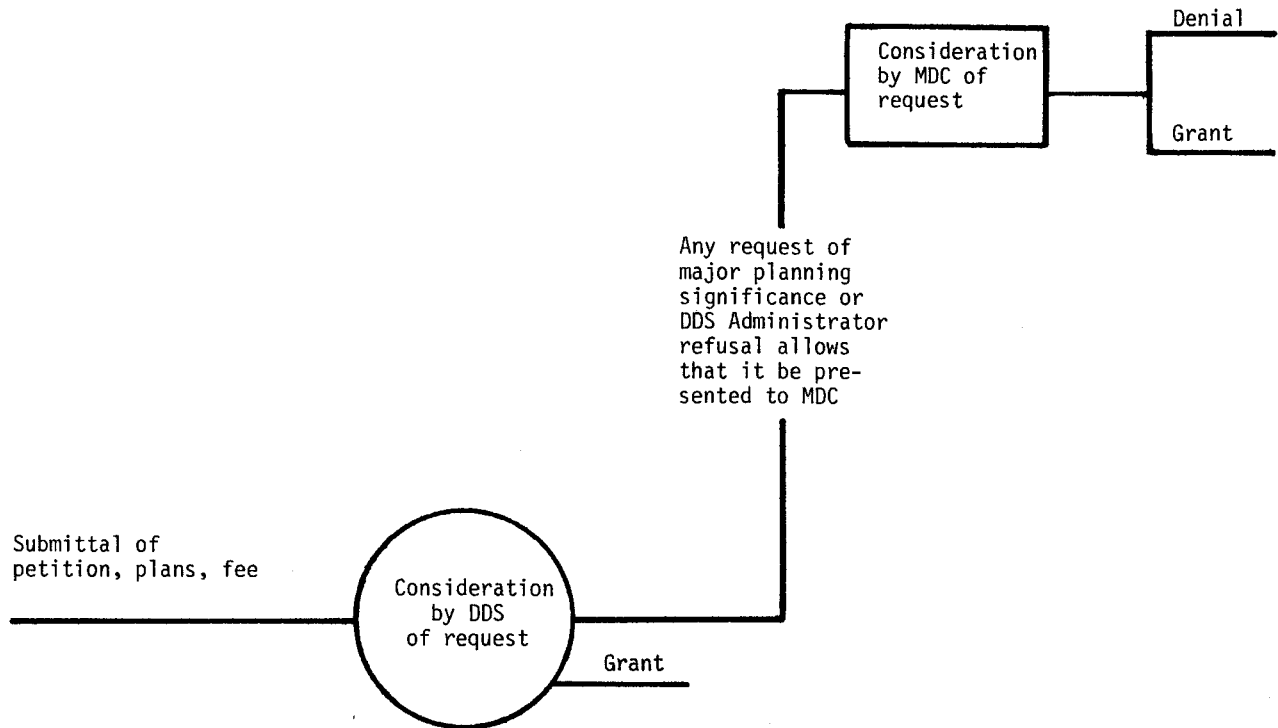 Denial
Consideration
by MDC of
request
Grant
Any request of
major planning
significance or
DDS Administrator
refusal allows
that it be pre-
sented to MDC
Submittal of
petition, plans, fee
Consideration
by DDS
of request
Grant